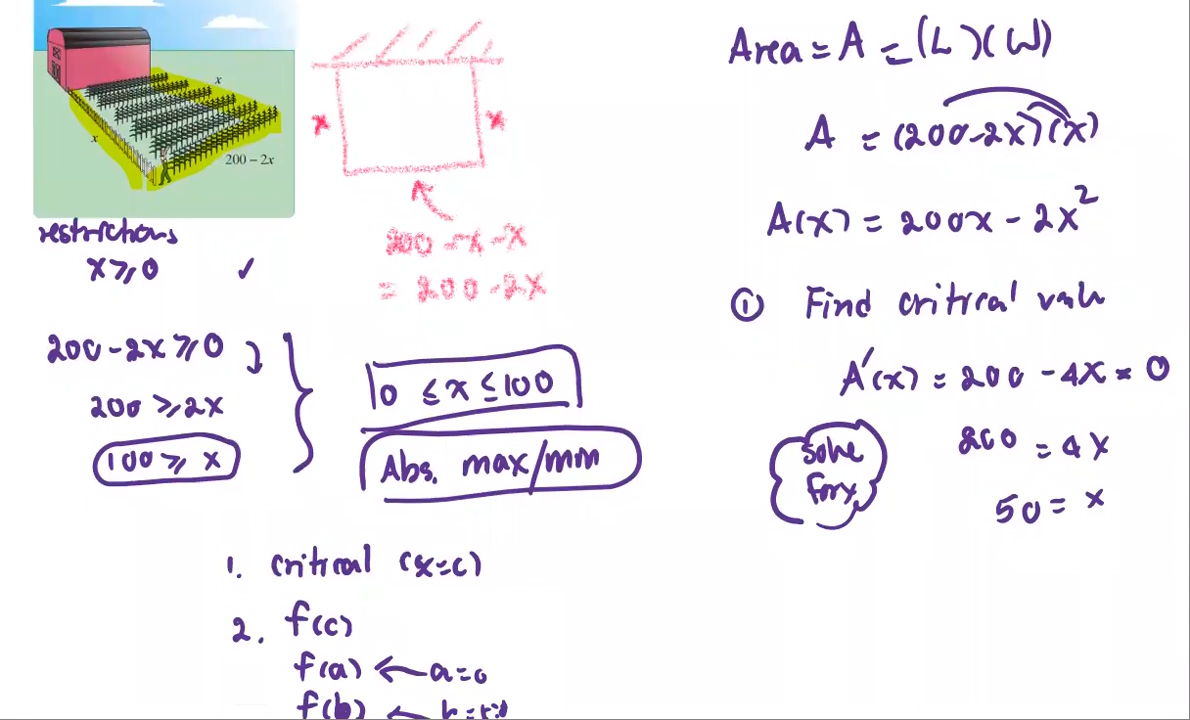 x
x
200 – 2x
x
x
200 - x - x
= 200 - 2x
restrictions
x ≥ 0 ✓
200 - 2x ≥ 0
200 ≥ 2x
100 ≥ x
0 ≤ x ≤ 100
Abs. max/min
1. critical (x=c)
2. f(c)
f(a) ← a=0
f(b) ←
Area = A = (L)(W)
A = (200-2x)(x)
A(x) = 200x - 2x²
① Find critical
A'(x) = 200 - 4x = 0
200 = 4x
50 = x
Solve
for x